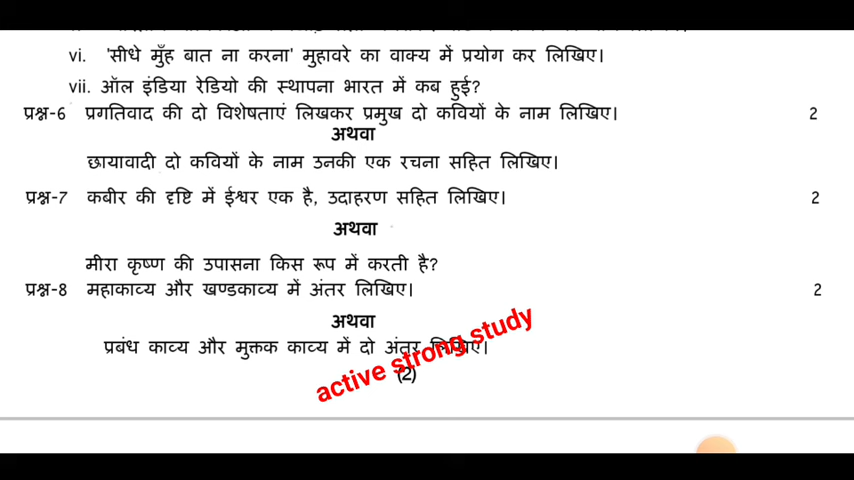 vi. 'सीधे मुँह बात ना करना' मुहावरे का वाक्य में प्रयोग कर लिखिए।
vii. ऑल इंडिया रेडियो की स्थापना भारत में कब हुई?
प्रश्न-6 प्रगतिवाद की दो विशेषताएं लिखकर प्रमुख दो कवियों के नाम लिखिए। 2
अथवा
छायावादी दो कवियों के नाम उनकी एक रचना सहित लिखिए।
प्रश्न-7 कबीर की दृष्टि में ईश्वर एक है, उदाहरण सहित लिखिए। 2
अथवा
मीरा कृष्ण की उपासना किस रूप में करती है?
प्रश्न-8 महाकाव्य और खण्डकाव्य में अंतर लिखिए। 2
अथवा
प्रबंध काव्य और मुक्तक काव्य में दो अंतर लिखिए।
active strong study
(2)